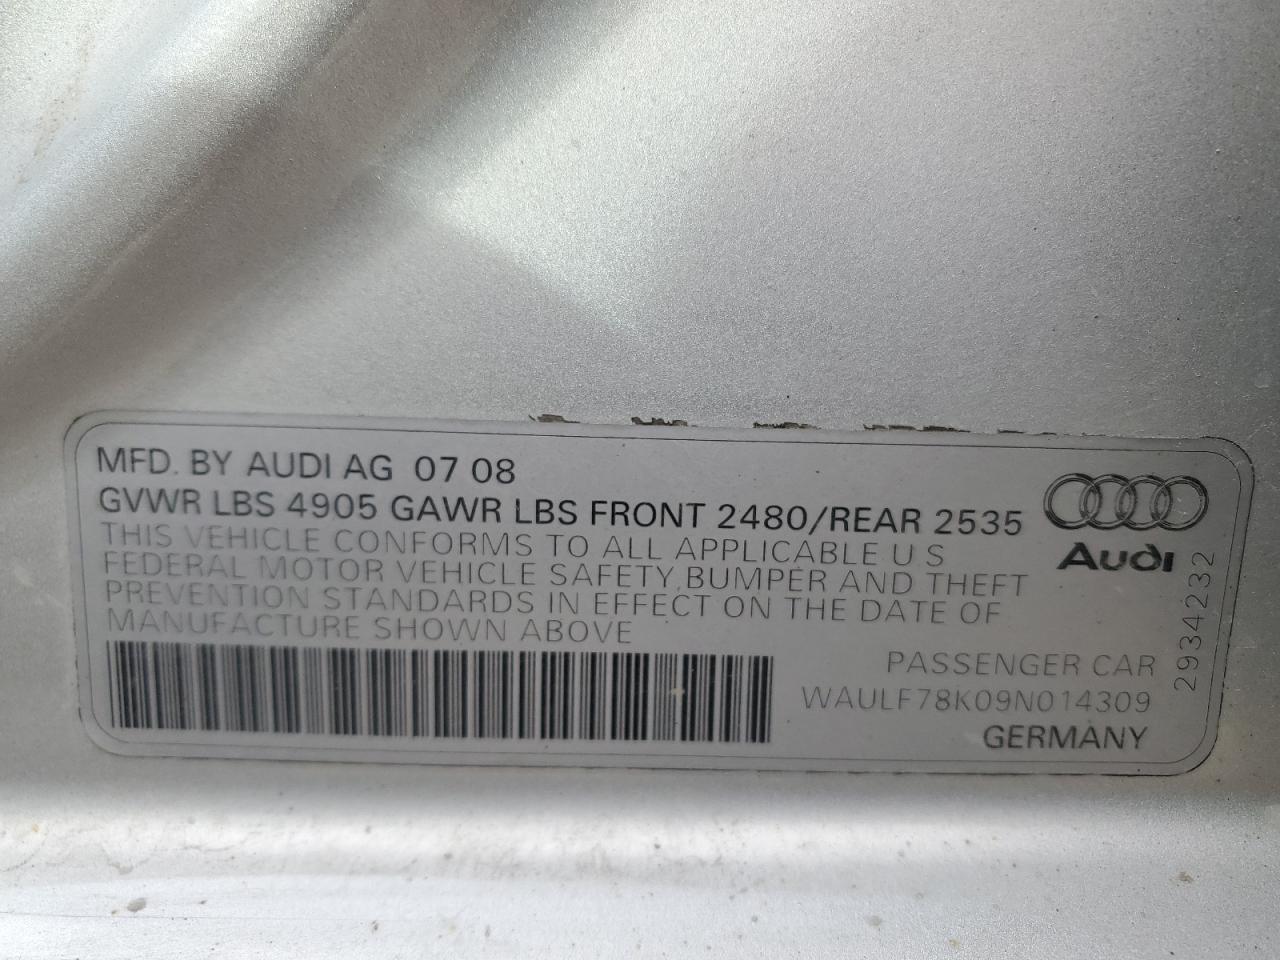 MFD. BY AUDI AG 07 08
GVWR LBS 4905 GAWR LBS FRONT 2480/REAR 2535
THIS VEHICLE CONFORMS TO ALL APPLICABLE U S
FEDERAL MOTOR VEHICLE SAFETY, BUMPER AND THEFT
PREVENTION STANDARDS IN EFFECT ON THE DATE OF
MANUFACTURE SHOWN ABOVE
Audi
PASSENGER CAR
WAULF78K09N014309
GERMANY
2934232